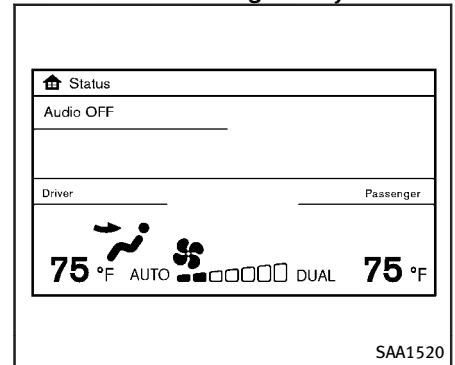 Status
Audio OFF
Driver Passenger
75 °F AUTO DUAL 75 °F
SAA1520